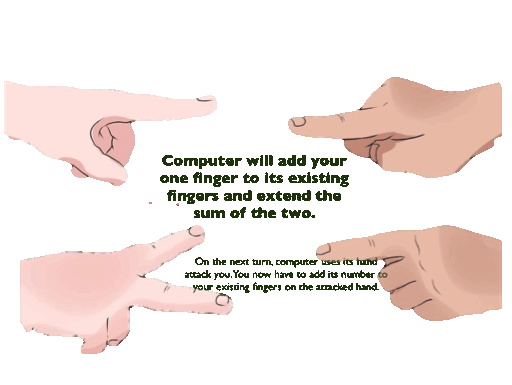 Computer will add your
one finger to its existing
fingers and extend the
sum of the two.
On the next turn, computer uses its hand
attack you.You now have to add its number to
your existing fingers on the attacked hand.